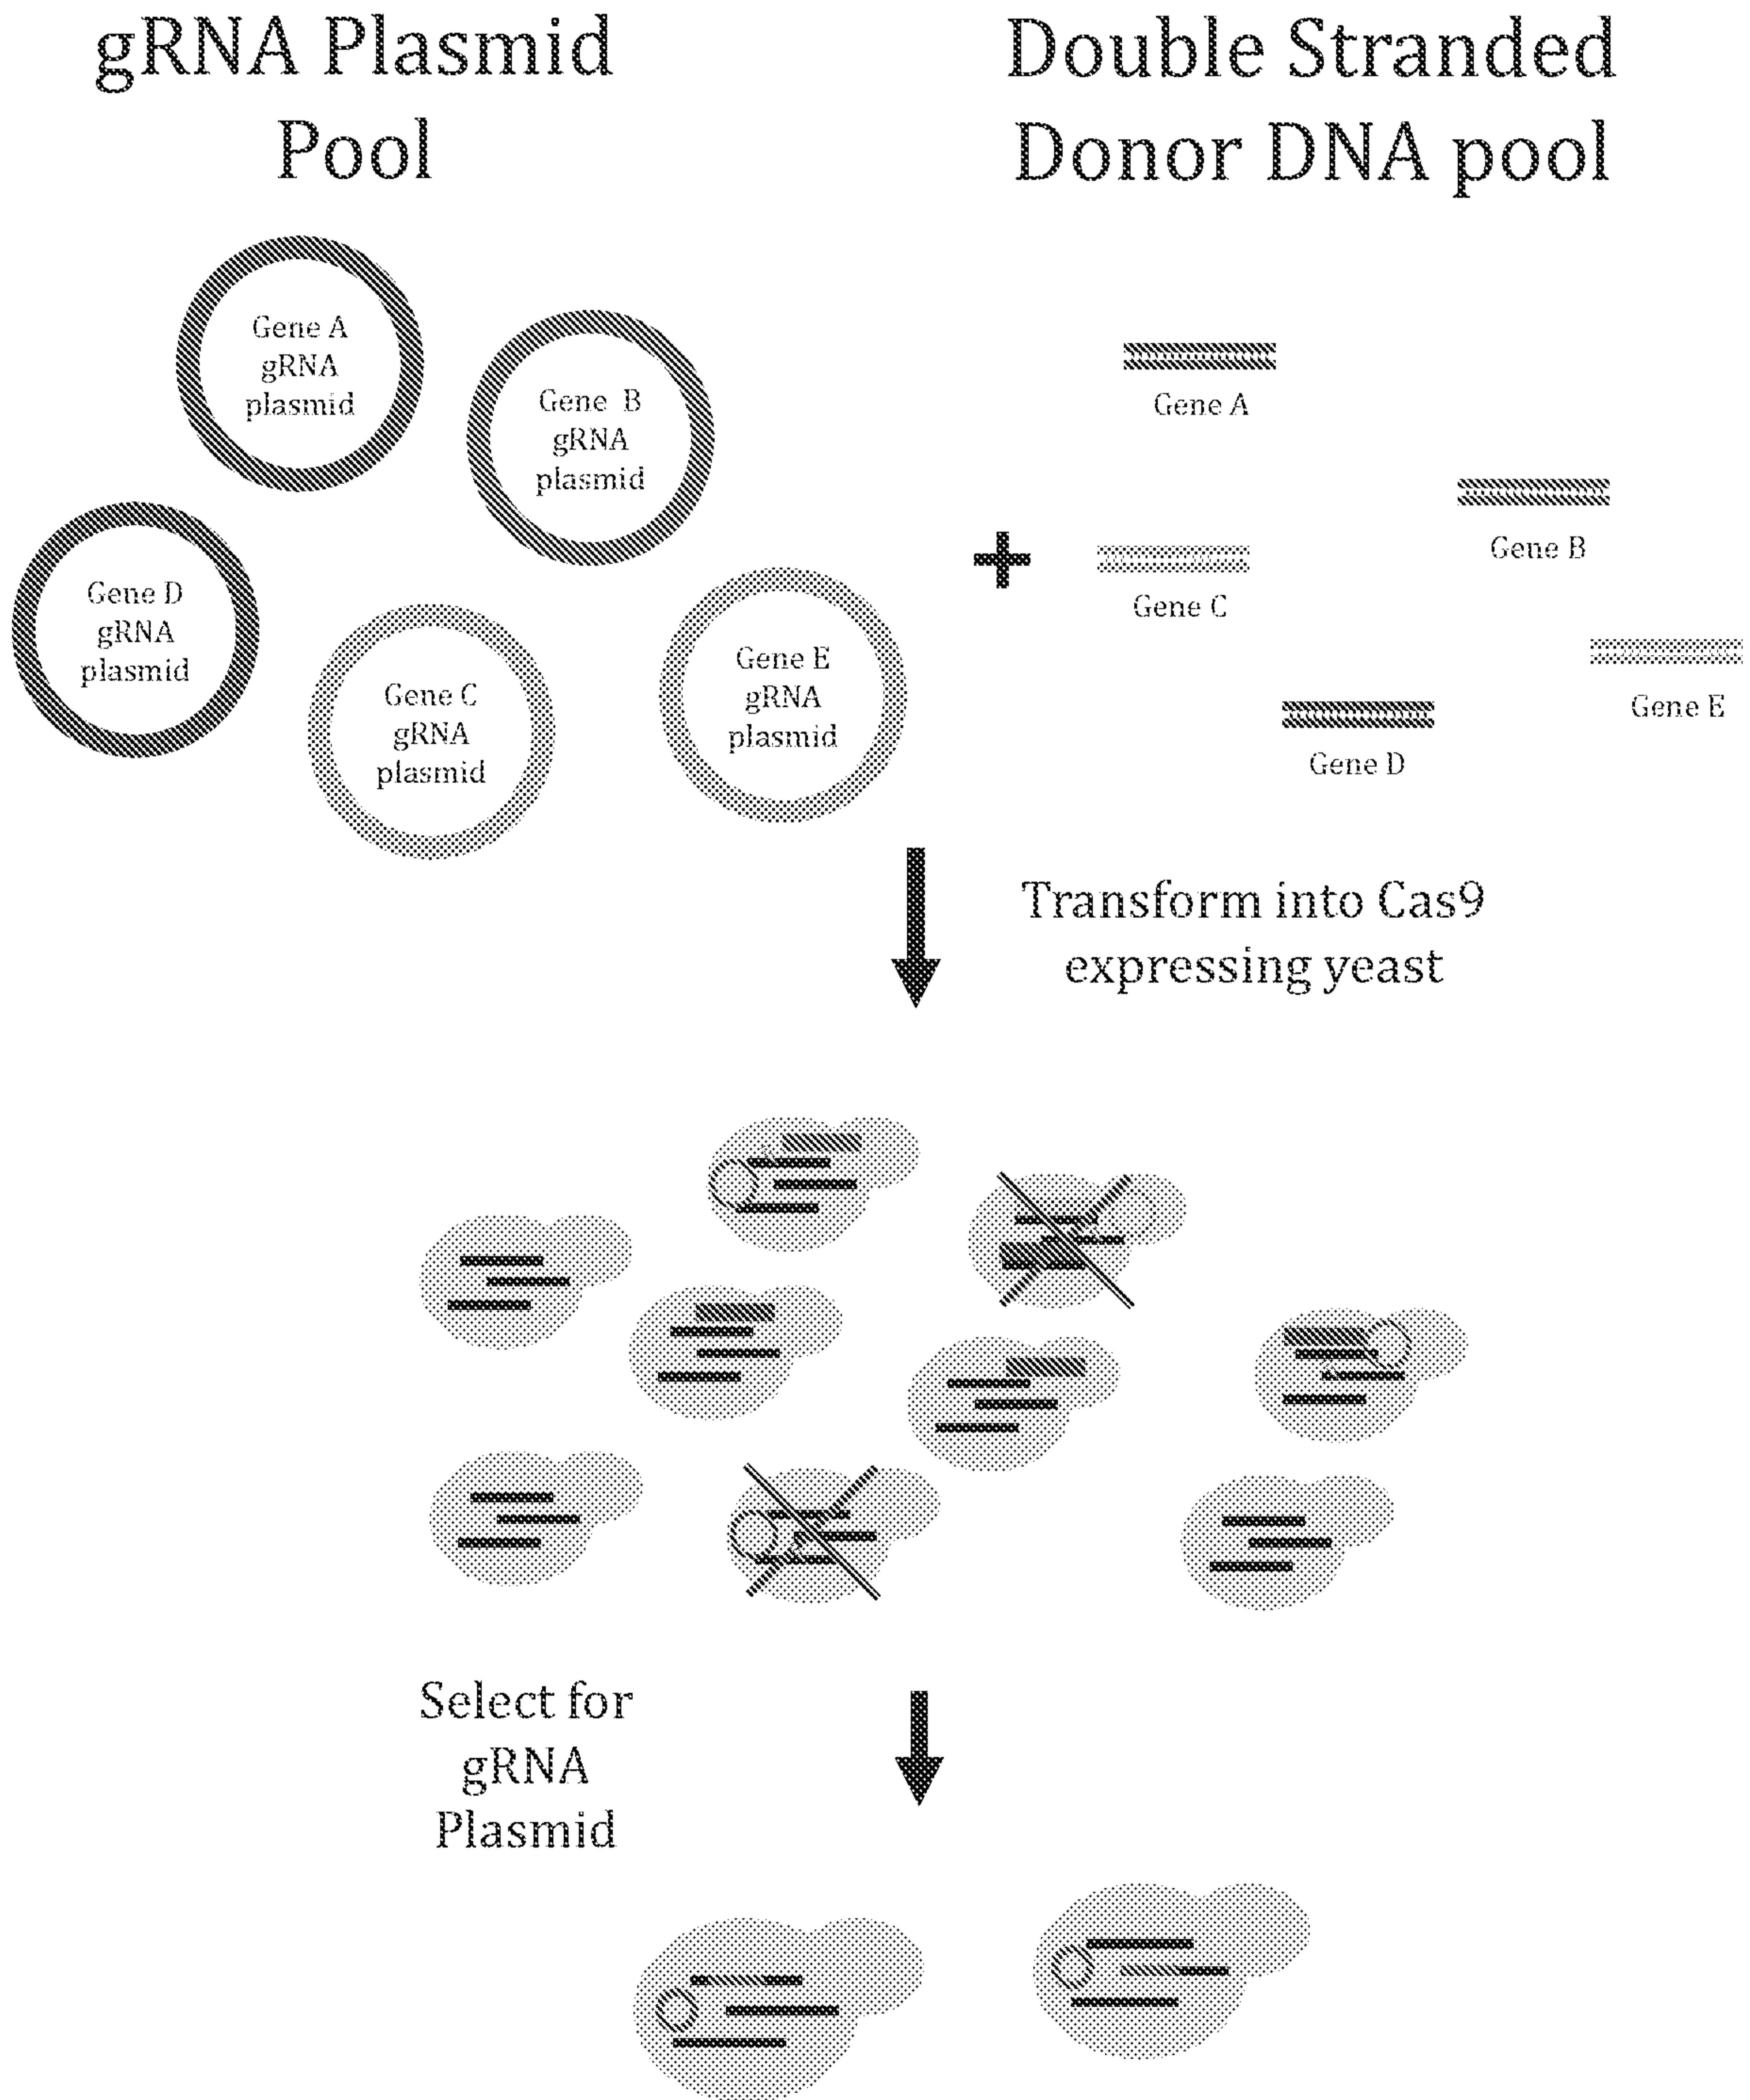 gRNA Plasmid
Pool
Double Stranded
Donor DNA pool
Gene A
gRNA
plasmid
Gene B
gRNA
plasmid
Gene D
gRNA
plasmid
Gene C
gRNA
plasmid
Gene E
gRNA
plasmid
+
Gene A
Gene B
Gene C
Gene E
Gene D
Transform into Cas9
expressing yeast
Select for
gRNA
Plasmid